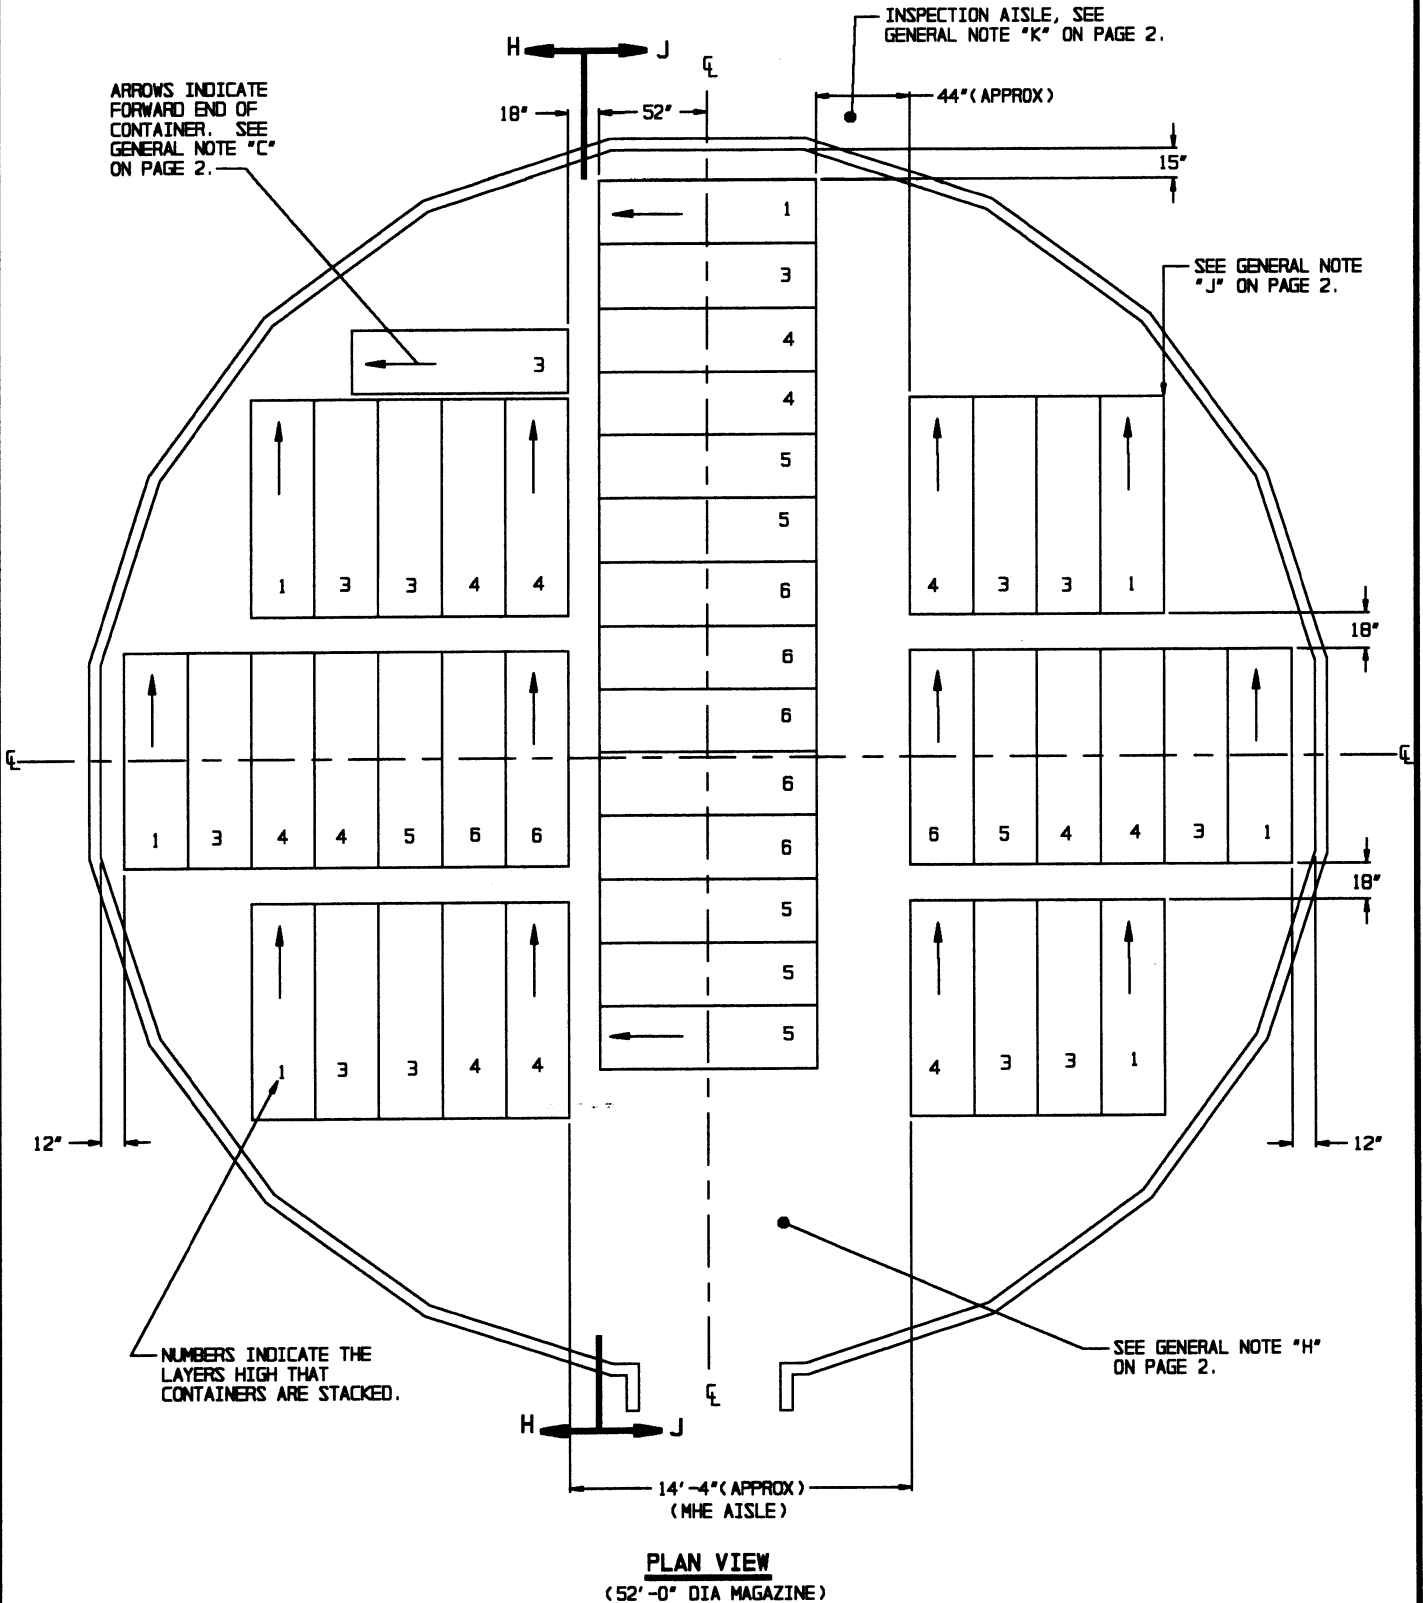 INSPECTION AISLE, SEE
GENERAL NOTE "K" ON PAGE 2.
H J
℄
ARROWS INDICATE
FORWARD END OF
CONTAINER. SEE
GENERAL NOTE "C"
ON PAGE 2.
18" 52" 44"(APPROX)
15"
1
SEE GENERAL NOTE
"J" ON PAGE 2.
3
4
3
4
5
5
1 3 3 4 4
6
4 3 3 1
18"
6
6
℄ ℄
6
1 3 4 4 5 6 6
6
6 5 4 4 3 1
18"
5
5
5
1 3 3 4 4
4 3 3 1
12" 12"
NUMBERS INDICATE THE
LAYERS HIGH THAT
CONTAINERS ARE STACKED.
SEE GENERAL NOTE "H"
ON PAGE 2.
℄
H J
14'-4"(APPROX)
(MHE AISLE)
PLAN VIEW
(52'-0" DIA MAGAZINE)